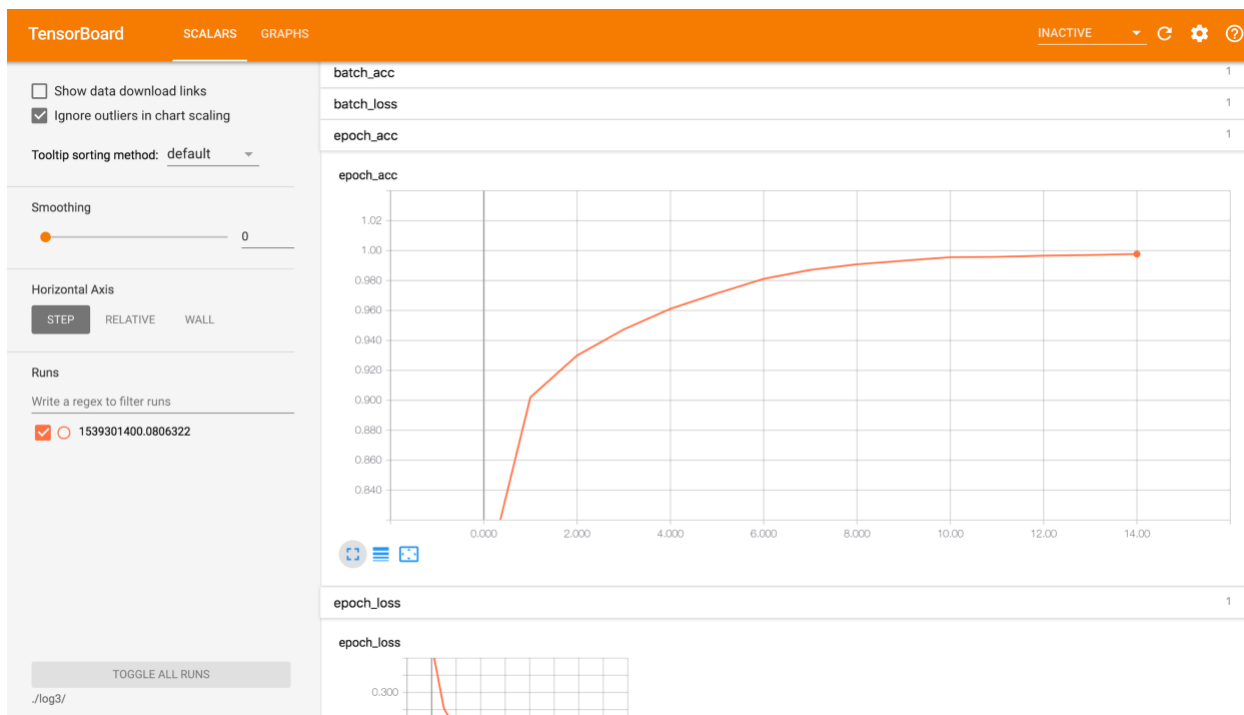 TensorBoard SCALARS GRAPHS INACTIVE
Show data download links
Ignore outliers in chart scaling
Tooltip sorting method: default
Smoothing
0
Horizontal Axis
STEP RELATIVE WALL
Runs
Write a regex to filter runs
1539301400.0806322
TOGGLE ALL RUNS
./log3/
batch_acc 1
batch_loss 1
epoch_acc 1
epoch_acc
1.02
1.00
0.980
0.960
0.940
0.920
0.900
0.880
0.860
0.840
0.000 2.000 4.000 6.000 8.000 10.00 12.00 14.00
epoch_loss 1
epoch_loss
0.300